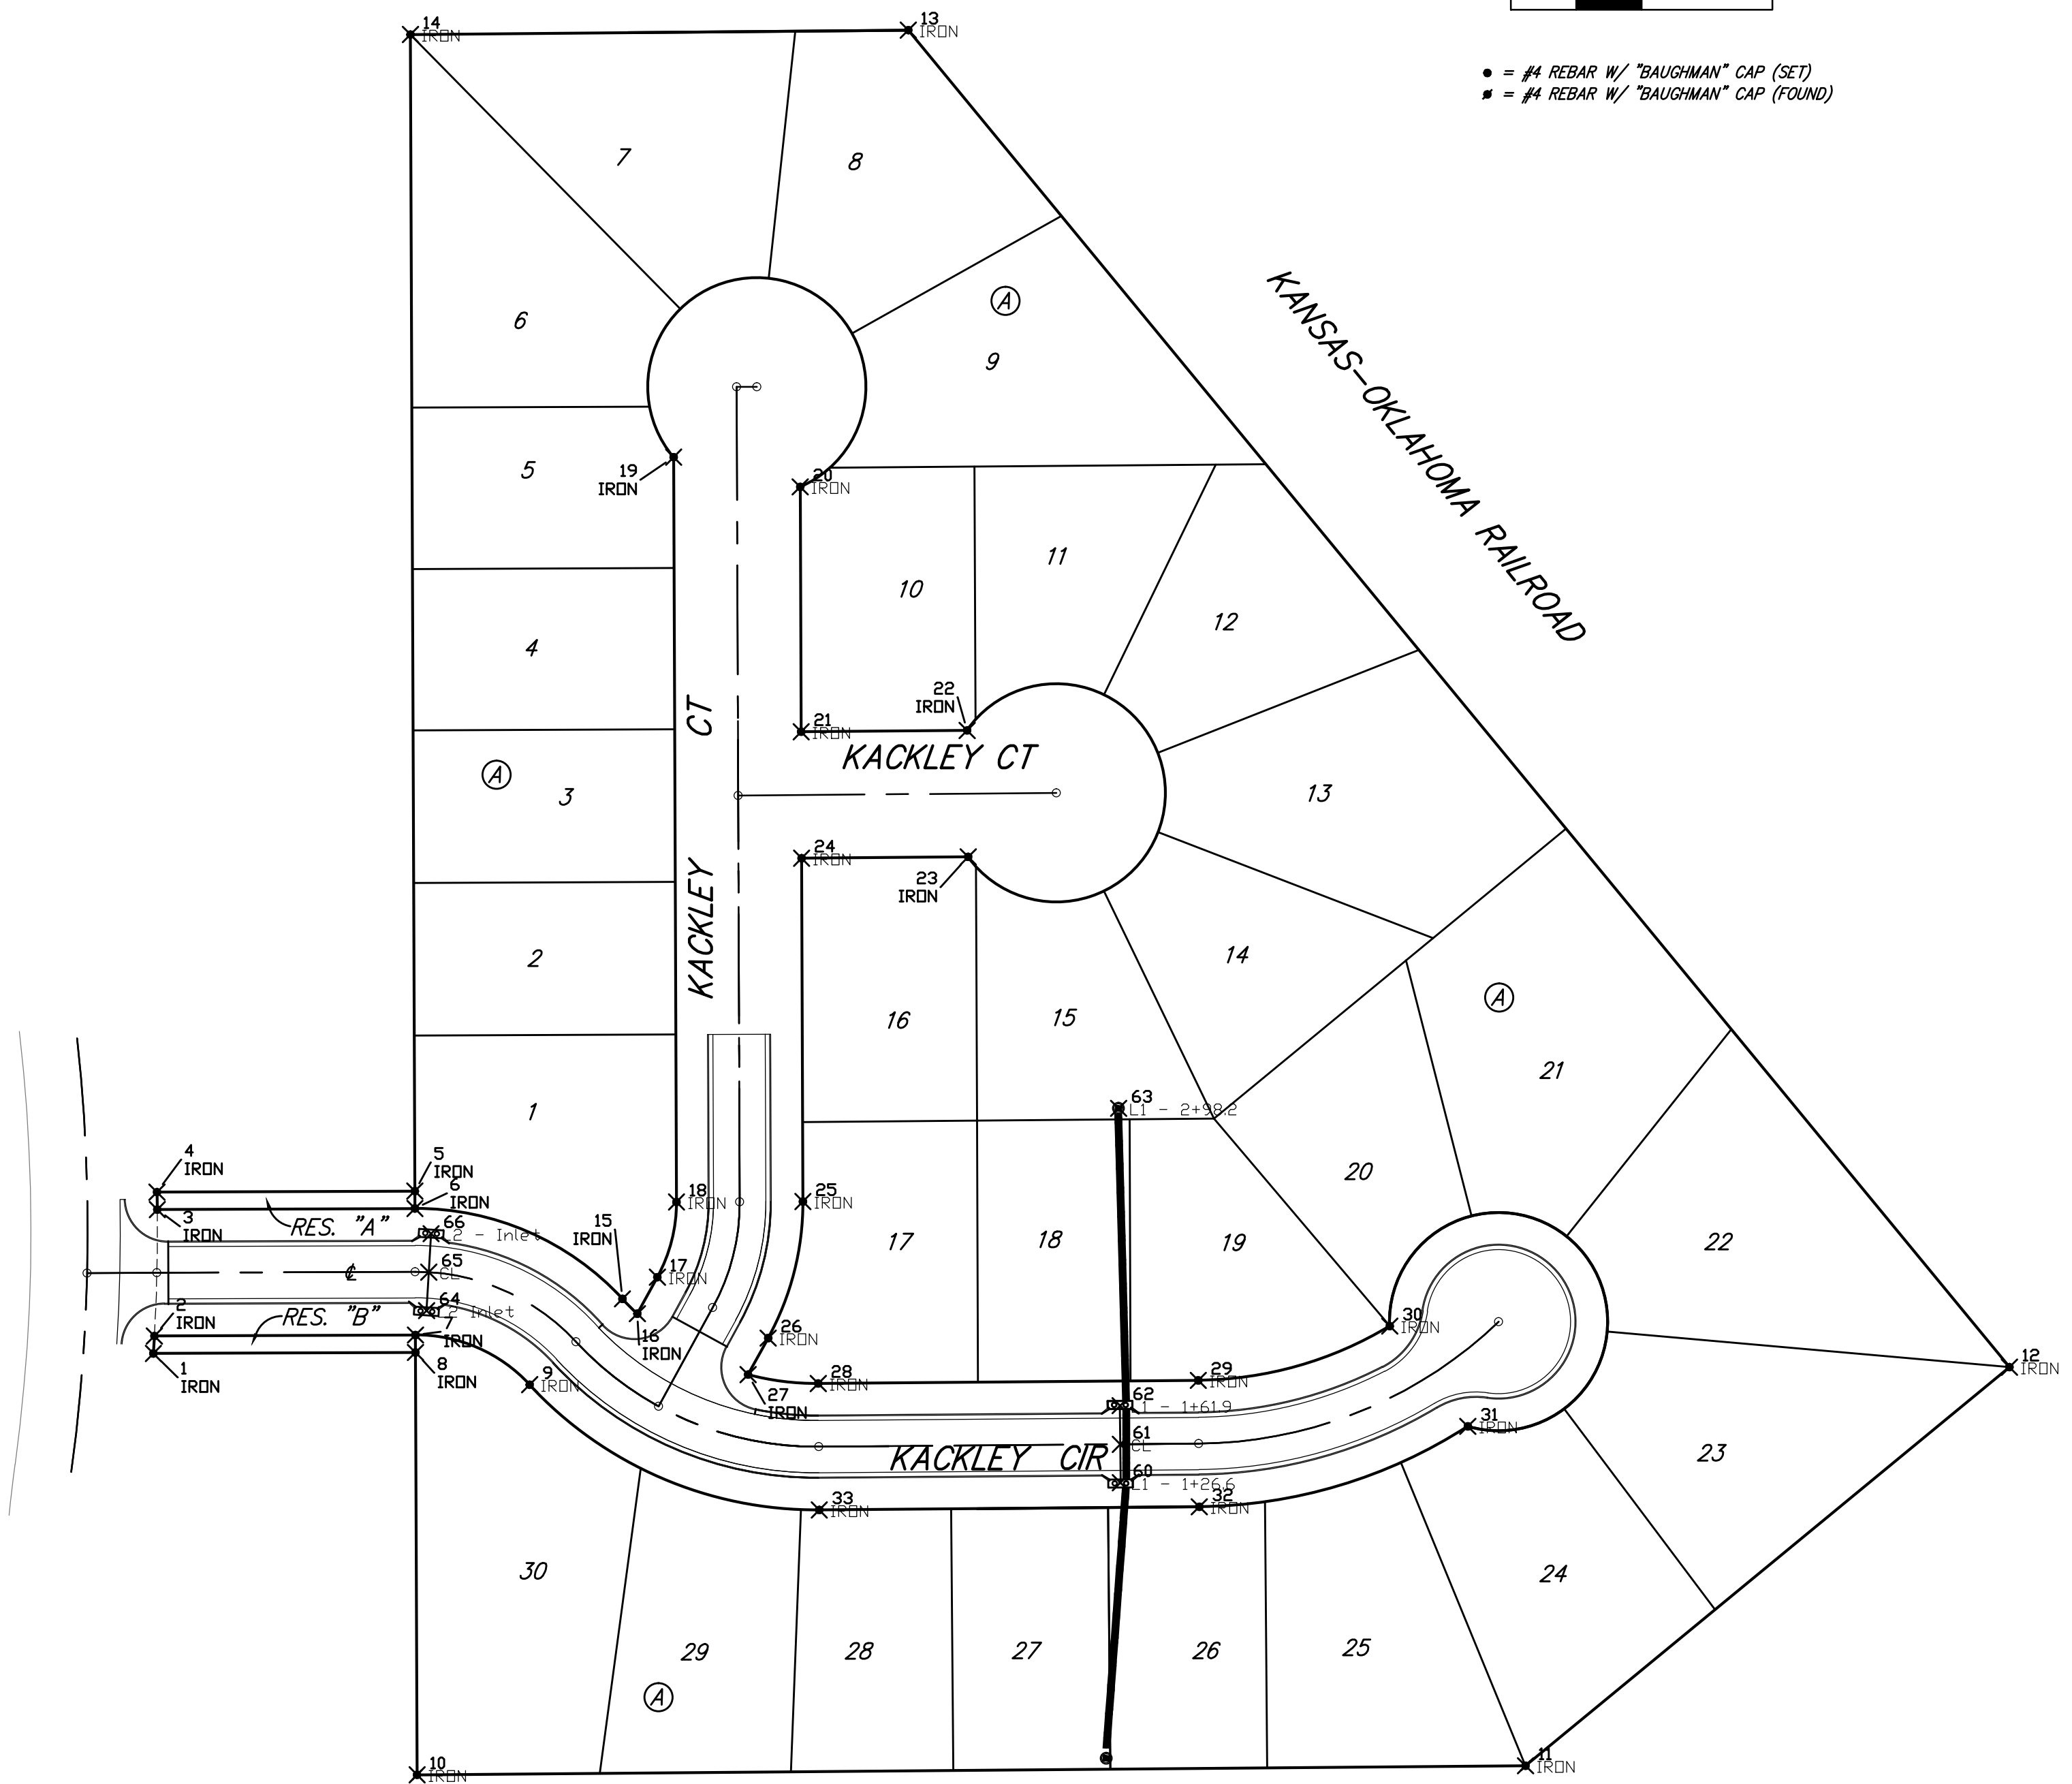 14
IRON
13
IRON
● = #4 REBAR W/ "BAUGHMAN" CAP (SET)
= #4 REBAR W/ "BAUGHMAN" CAP (FOUND)
7
8
KANSAS-OKLAHOMA RAILROAD
A
6
9
5
19
IRON
20
IRON
11
10
12
4
22
IRON
CT
21
IRON
KACKLEY CT
A
3
13
24
IRON
23
IRON
KACKLEY
2
14
A
16
15
21
1
63
L1 - 2+98.2
4
IRON
5
IRON
20
6
IRON
18
IRON
25
IRON
3
IRON
RES. "A"
66
L2 - Inlet
15
IRON
17
18
19
22
65
CL
17
IRON
℄
64
L2 Inlet
2
IRON
RES. "B"
7
IRON
16
IRON
26
IRON
30
IRON
1
IRON
8
IRON
9
IRON
28
IRON
29
IRON
12
IRON
27
IRON
62
L1 - 1+61.9
31
IRON
61
CL
KACKLEY CIR
23
60
L1 - 1+26.6
33
IRON
32
IRON
30
24
29
28
27
26
25
A
10
IRON
11
IRON